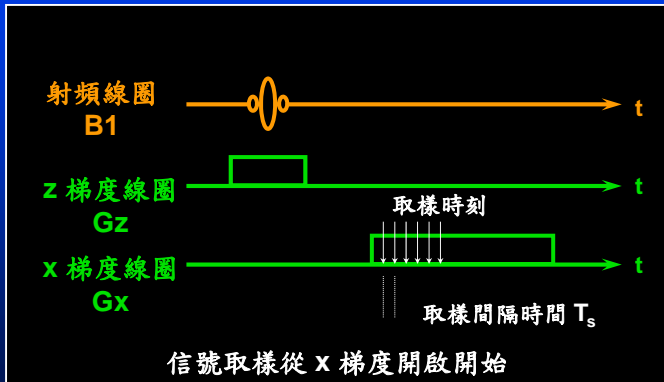 射頻線圈
B1
t
z 梯度線圈
Gz
t
取樣時刻
x 梯度線圈
Gx
t
取樣間隔時間 Ts
信號取樣從 x 梯度開啟開始